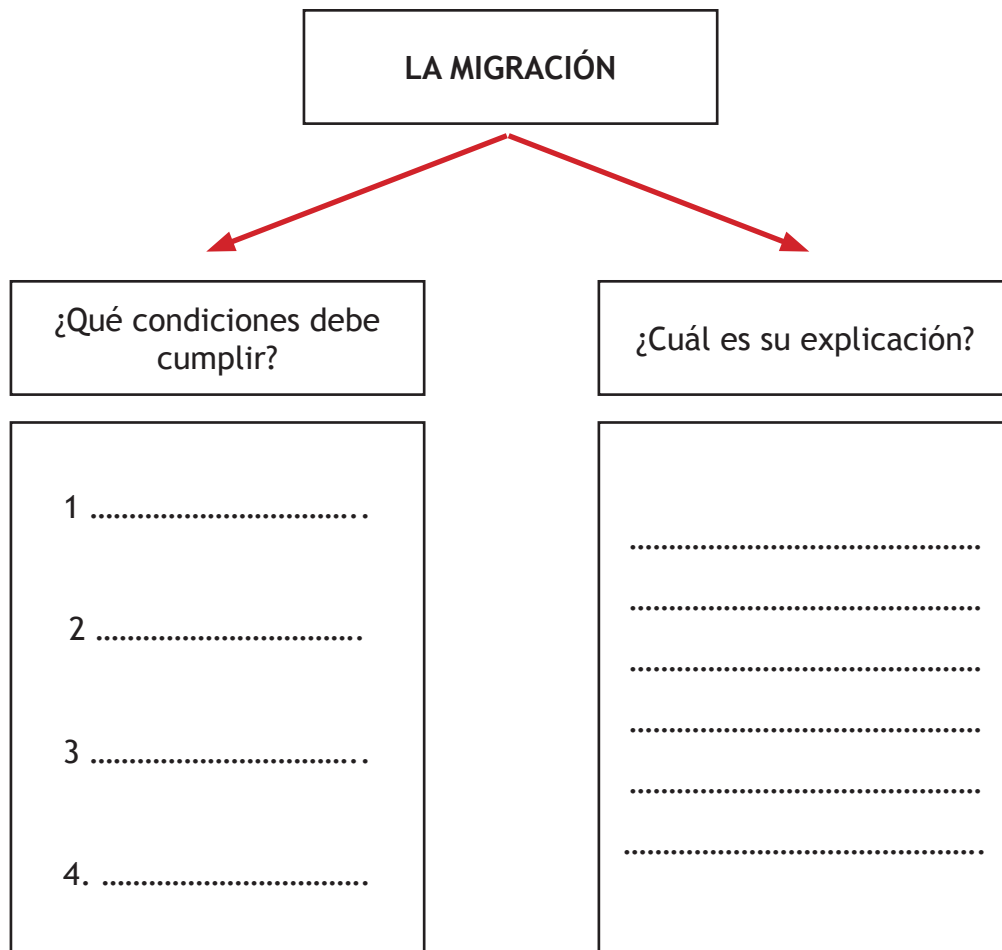 LA MIGRACIÓN
¿Qué condiciones debe
cumplir?
¿Cuál es su explicación?
1 ……………………………..
2 …………………………….
3 ……………………………..
4. …………………………….
………………………………………
………………………………………
………………………………………
………………………………………
………………………………………
……………………………………….